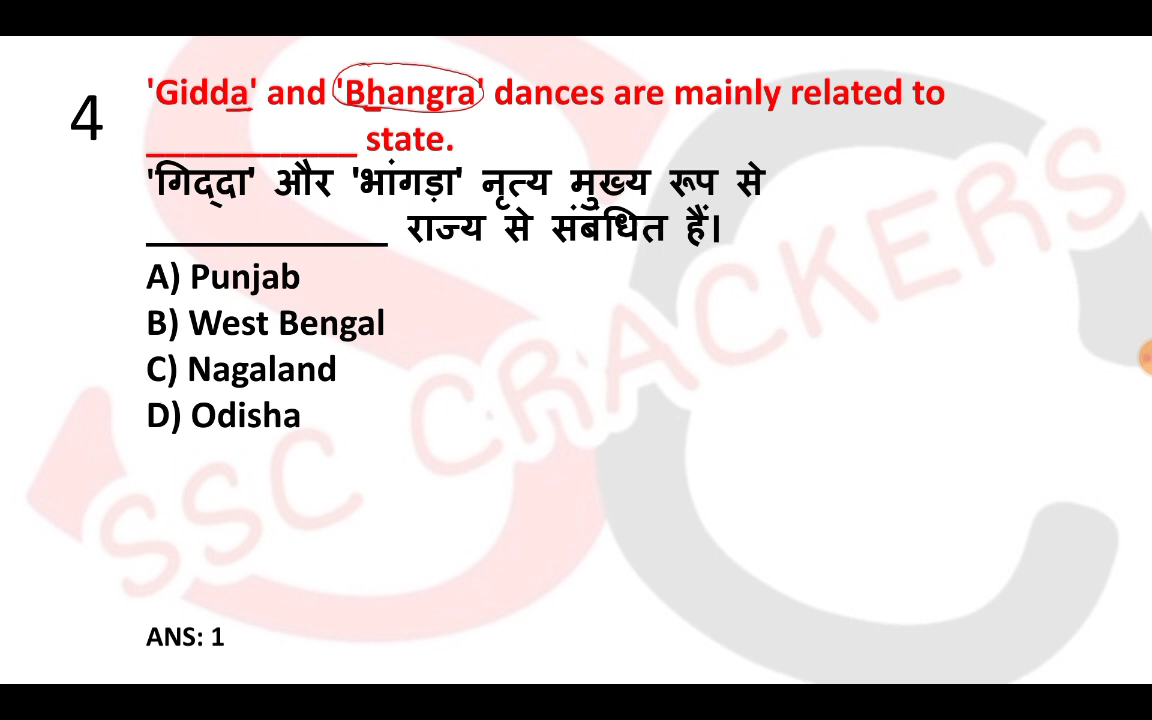 4
'Gidda' and 'Bhangra' dances are mainly related to
___________ state.
'गिद्दा' और 'भांगड़ा' नृत्य मुख्य रूप से
____________ राज्य से संबंधित हैं।
A) Punjab
B) West Bengal
C) Nagaland
D) Odisha
SSC CRACKERS
ANS: 1